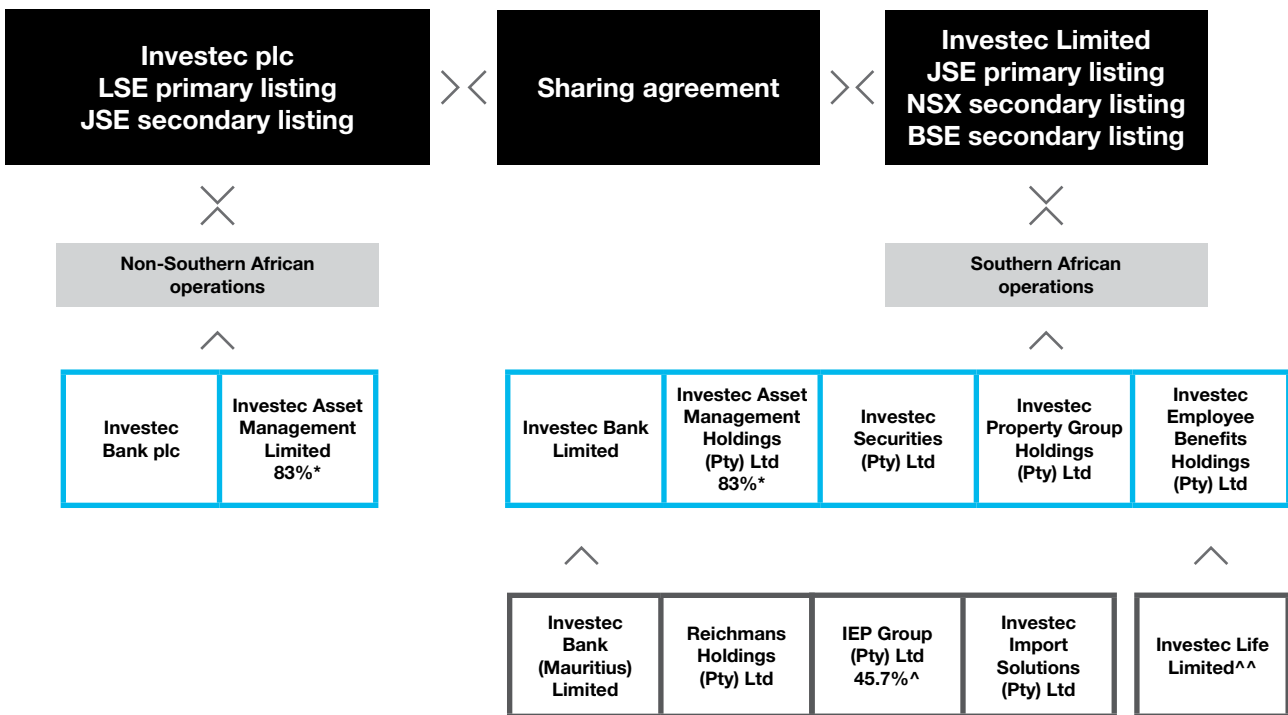 Investec plc
LSE primary listing
JSE secondary listing
Sharing agreement
Investec Limited
JSE primary listing
NSX secondary listing
BSE secondary listing
Non-Southern African
operations
Southern African
operations
Investec
Bank plc
Investec Asset
Management
Limited
83%*
Investec Bank
Limited
Investec Asset
Management
Holdings
(Pty) Ltd
83%*
Investec
Securities
(Pty) Ltd
Investec
Property Group
Holdings
(Pty) Ltd
Investec
Employee
Benefits
Holdings
(Pty) Ltd
Investec
Bank
(Mauritius)
Limited
Reichmans
Holdings
(Pty) Ltd
IEP Group
(Pty) Ltd
45.7%^
Investec
Import
Solutions
(Pty) Ltd
Investec Life
Limited^^